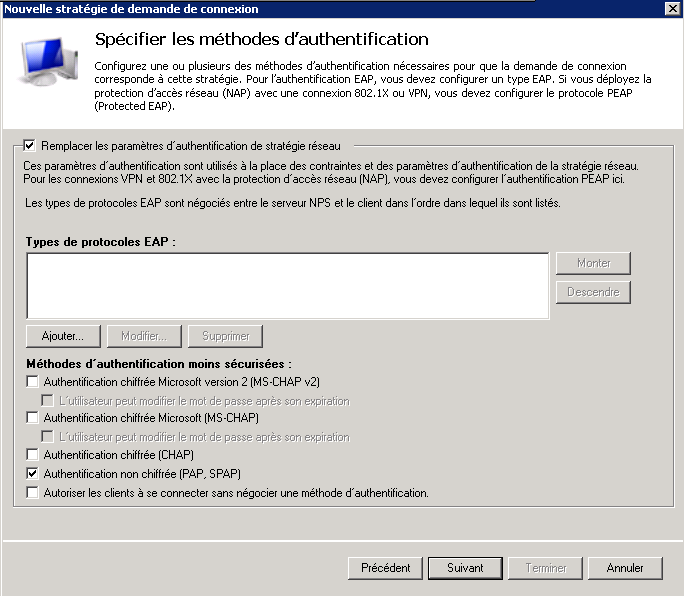 Nouvelle stratégie de demande de connexion
Spécifier les méthodes d'authentification
Configurez une ou plusieurs des méthodes d'authentification nécessaires pour que la demande de connexion
corresponde à cette stratégie. Pour l'authentification EAP, vous devez configurer un type EAP. Si vous déployez la
protection d'accès réseau (NAP) avec une connexion 802.1X ou VPN, vous devez configurer le protocole PEAP
(Protected EAP).
Remplacer les paramètres d'authentification de stratégie réseau
Ces paramètres d'authentification sont utilisés à la place des contraintes et des paramètres d'authentification de la stratégie réseau.
Pour les connexions VPN et 802.1X avec la protection d'accès réseau (NAP), vous devez configurer l'authentification PEAP ici.
Les types de protocoles EAP sont négociés entre le serveur NPS et le client dans l'ordre dans lequel ils sont listés.
Types de protocoles EAP :
Monter
Descendre
Ajouter... Modifier... Supprimer
Méthodes d'authentification moins sécurisées :
Authentification chiffrée Microsoft version 2 (MS-CHAP v2)
L'utilisateur peut modifier le mot de passe après son expiration
Authentification chiffrée Microsoft (MS-CHAP)
L'utilisateur peut modifier le mot de passe après son expiration
Authentification chiffrée (CHAP)
Authentification non chiffrée (PAP, SPAP)
Autoriser les clients à se connecter sans négocier une méthode d'authentification.
Précédent Suivant Terminer Annuler